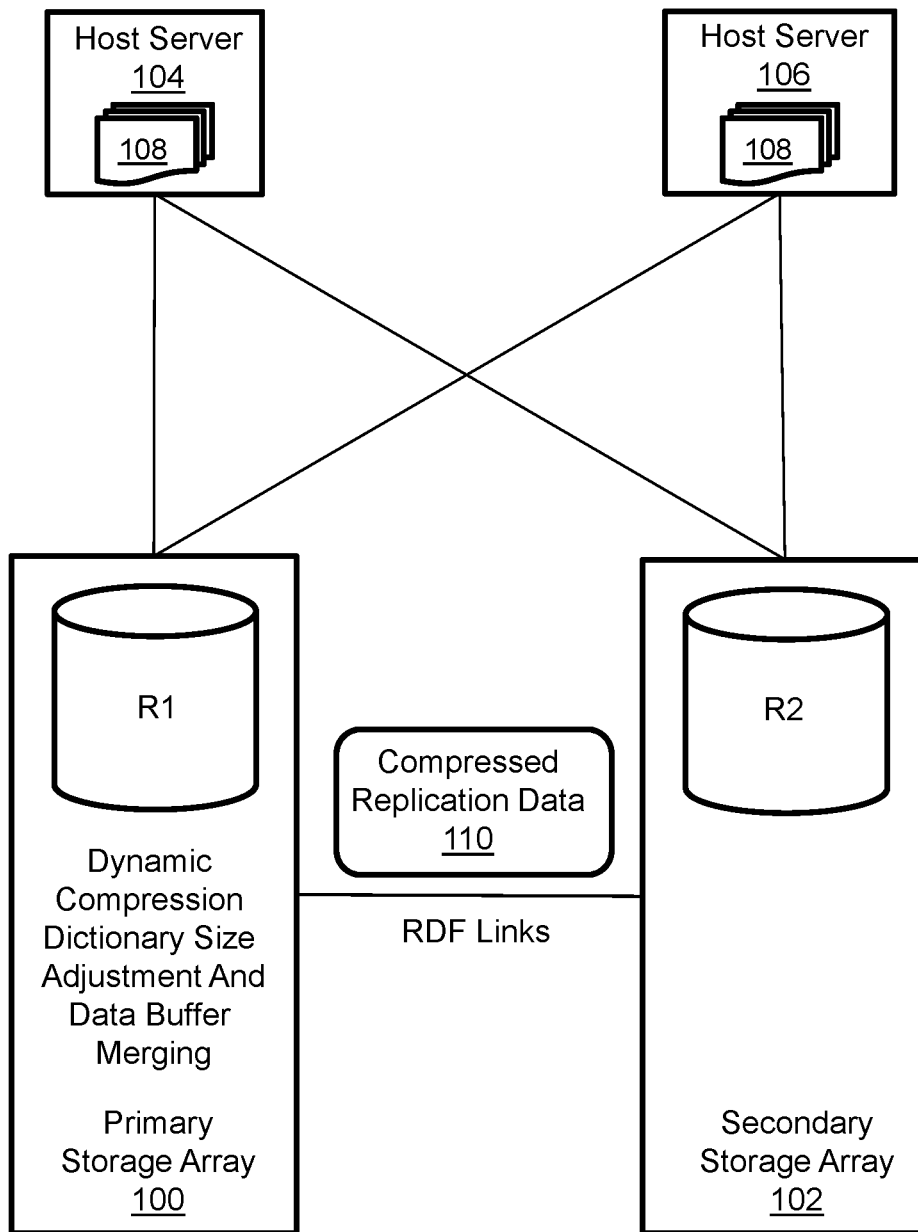 Host Server
104
108
Host Server
106
108
R1
Dynamic
Compression
Dictionary Size
Adjustment And
Data Buffer
Merging
Primary
Storage Array
100
Compressed
Replication Data
110
RDF Links
R2
Secondary
Storage Array
102